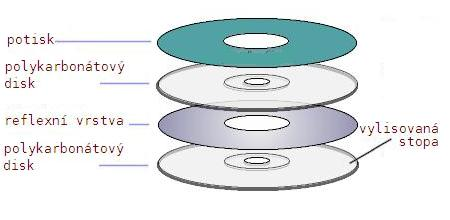 potisk
polykarbonátový
disk
reflexní vrstva
vylisovaná
stopa
polykarbonátový
disk